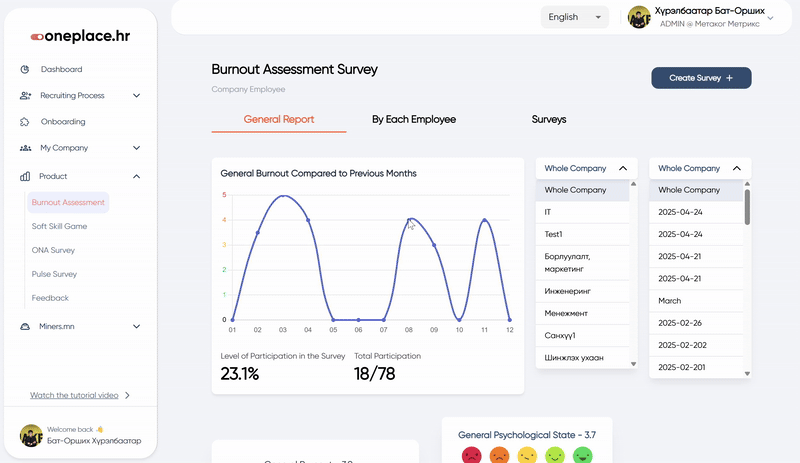 oneplace.hr
English
Хүрэлбаатар Бат-Орших
ADMIN @ Метаког Метрикс
Dashboard
Recruiting Process
Onboarding
My Company
Product
Burnout Assessment
Soft Skill Game
ONA Survey
Pulse Survey
Feedback
Miners.mn
Watch the tutorial video
Welcome back 👋
Бат-Орших Хүрэлбаатар
Burnout Assessment Survey
Company Employee
Create Survey +
General Report
By Each Employee
Surveys
General Burnout Compared to Previous Months
5
4
3
2
1
0
01 02 03 04 05 06 07 08 09 10 11 12
Level of Participation in the Survey
23.1%
Total Participation
18/78
Whole Company
Whole Company
IT
Test1
Борлуулалт,
маркетинг
Инженеринг
Менежмент
Санхүү1
Шинжлэх ухаан
Whole Company
Whole Company
2025-04-24
2025-04-24
2025-04-21
2025-04-21
March
2025-02-26
2025-02-202
2025-02-201
General Psychological State - 3.7